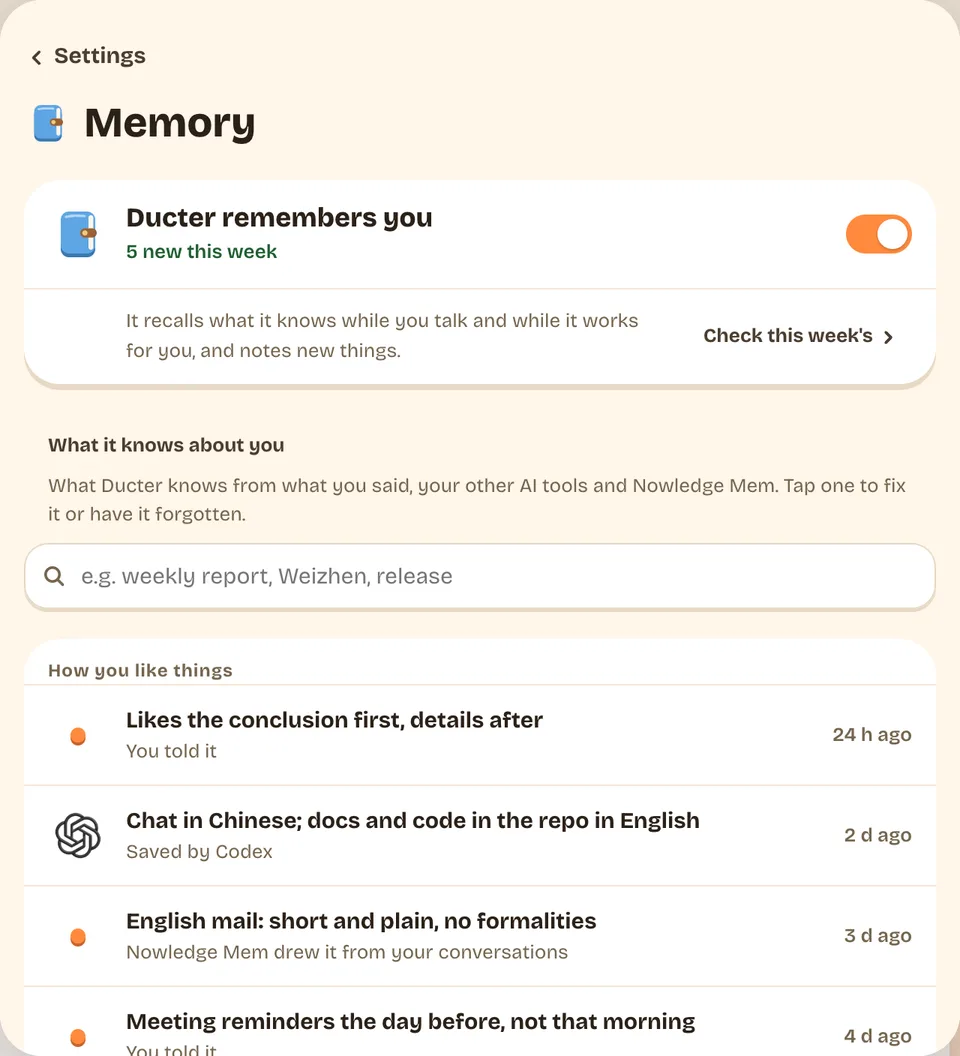 Settings
Memory
Ducter remembers you
5 new this week
It recalls what it knows while you talk and while it works
for you, and notes new things.
Check this week's
What it knows about you
What Ducter knows from what you said, your other AI tools and Nowledge Mem. Tap one to fix
it or have it forgotten.
e.g. weekly report, Weizhen, release
How you like things
Likes the conclusion first, details after
You told it
24 h ago
Chat in Chinese; docs and code in the repo in English
Saved by Codex
2 d ago
English mail: short and plain, no formalities
Nowledge Mem drew it from your conversations
3 d ago
Meeting reminders the day before, not that morning
You told it
4 d ago